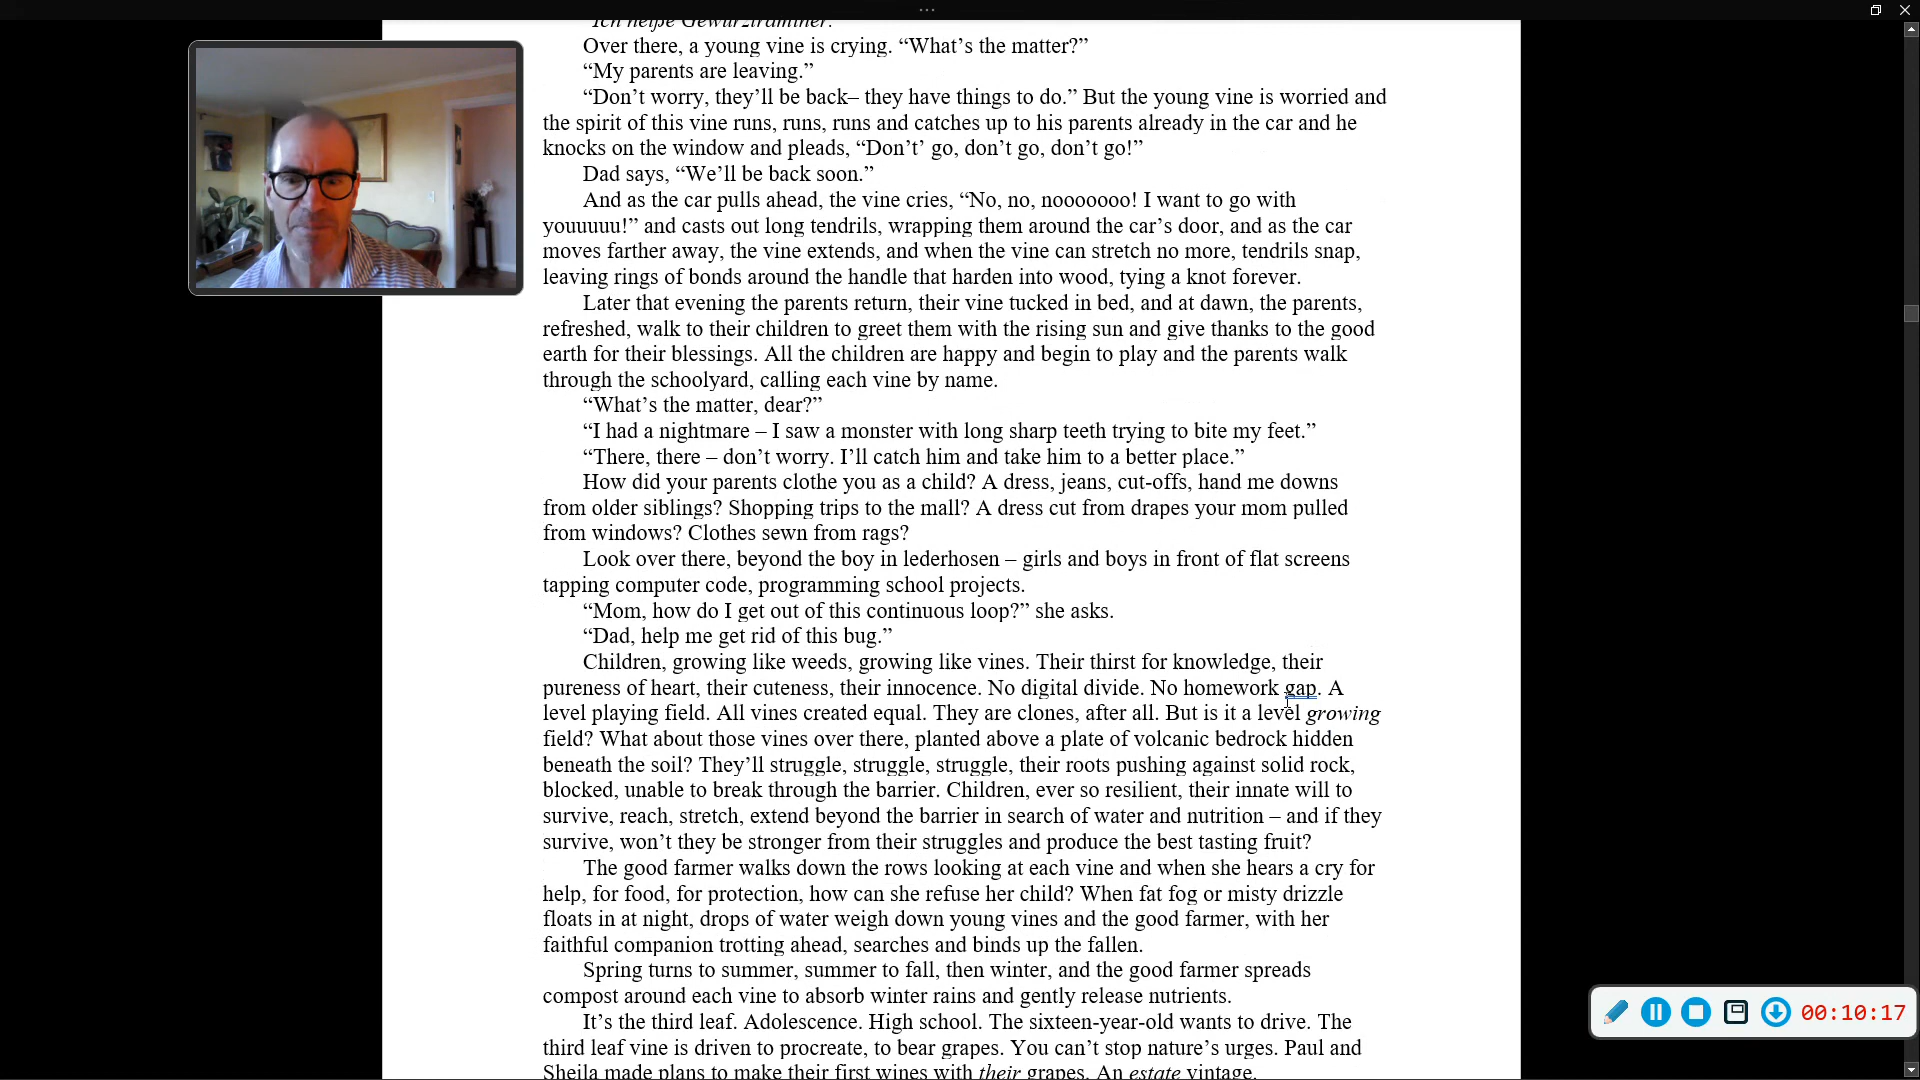 Ich heiße Gewürztraminer.
Over there, a young vine is crying. “What’s the matter?”
“My parents are leaving.”
“Don’t worry, they’ll be back– they have things to do.” But the young vine is worried and
the spirit of this vine runs, runs, runs and catches up to his parents already in the car and he
knocks on the window and pleads, “Don’t’ go, don’t go, don’t go!”
Dad says, “We’ll be back soon.”
And as the car pulls ahead, the vine cries, “No, no, nooooooo! I want to go with
youuuuu!” and casts out long tendrils, wrapping them around the car’s door, and as the car
moves farther away, the vine extends, and when the vine can stretch no more, tendrils snap,
leaving rings of bonds around the handle that harden into wood, tying a knot forever.
Later that evening the parents return, their vine tucked in bed, and at dawn, the parents,
refreshed, walk to their children to greet them with the rising sun and give thanks to the good
earth for their blessings. All the children are happy and begin to play and the parents walk
through the schoolyard, calling each vine by name.
“What’s the matter, dear?”
“I had a nightmare – I saw a monster with long sharp teeth trying to bite my feet.”
“There, there – don’t worry. I’ll catch him and take him to a better place.”
How did your parents clothe you as a child? A dress, jeans, cut-offs, hand me downs
from older siblings? Shopping trips to the mall? A dress cut from drapes your mom pulled
from windows? Clothes sewn from rags?
Look over there, beyond the boy in lederhosen – girls and boys in front of flat screens
tapping computer code, programming school projects.
“Mom, how do I get out of this continuous loop?” she asks.
“Dad, help me get rid of this bug.”
Children, growing like weeds, growing like vines. Their thirst for knowledge, their
pureness of heart, their cuteness, their innocence. No digital divide. No homework gap. A
level playing field. All vines created equal. They are clones, after all. But is it a level growing
field? What about those vines over there, planted above a plate of volcanic bedrock hidden
beneath the soil? They’ll struggle, struggle, struggle, their roots pushing against solid rock,
blocked, unable to break through the barrier. Children, ever so resilient, their innate will to
survive, reach, stretch, extend beyond the barrier in search of water and nutrition – and if they
survive, won’t they be stronger from their struggles and produce the best tasting fruit?
The good farmer walks down the rows looking at each vine and when she hears a cry for
help, for food, for protection, how can she refuse her child? When fat fog or misty drizzle
floats in at night, drops of water weigh down young vines and the good farmer, with her
faithful companion trotting ahead, searches and binds up the fallen.
Spring turns to summer, summer to fall, then winter, and the good farmer spreads
compost around each vine to absorb winter rains and gently release nutrients.
It’s the third leaf. Adolescence. High school. The sixteen-year-old wants to drive. The
third leaf vine is driven to procreate, to bear grapes. You can’t stop nature’s urges. Paul and
Sheila made plans to make their first wines with their grapes. An estate vintage.
00:10:17